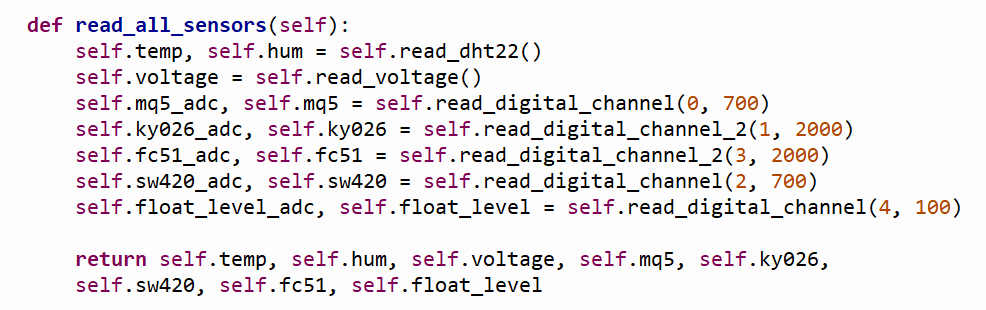 def read_all_sensors(self):
    self.temp, self.hum = self.read_dht22()
    self.voltage = self.read_voltage()
    self.mq5_adc, self.mq5 = self.read_digital_channel(0, 700)
    self.ky026_adc, self.ky026 = self.read_digital_channel_2(1, 2000)
    self.fc51_adc, self.fc51 = self.read_digital_channel_2(3, 2000)
    self.sw420_adc, self.sw420 = self.read_digital_channel(2, 700)
    self.float_level_adc, self.float_level = self.read_digital_channel(4, 100)
    return self.temp, self.hum, self.voltage, self.mq5, self.ky026,
    self.sw420, self.fc51, self.float_level